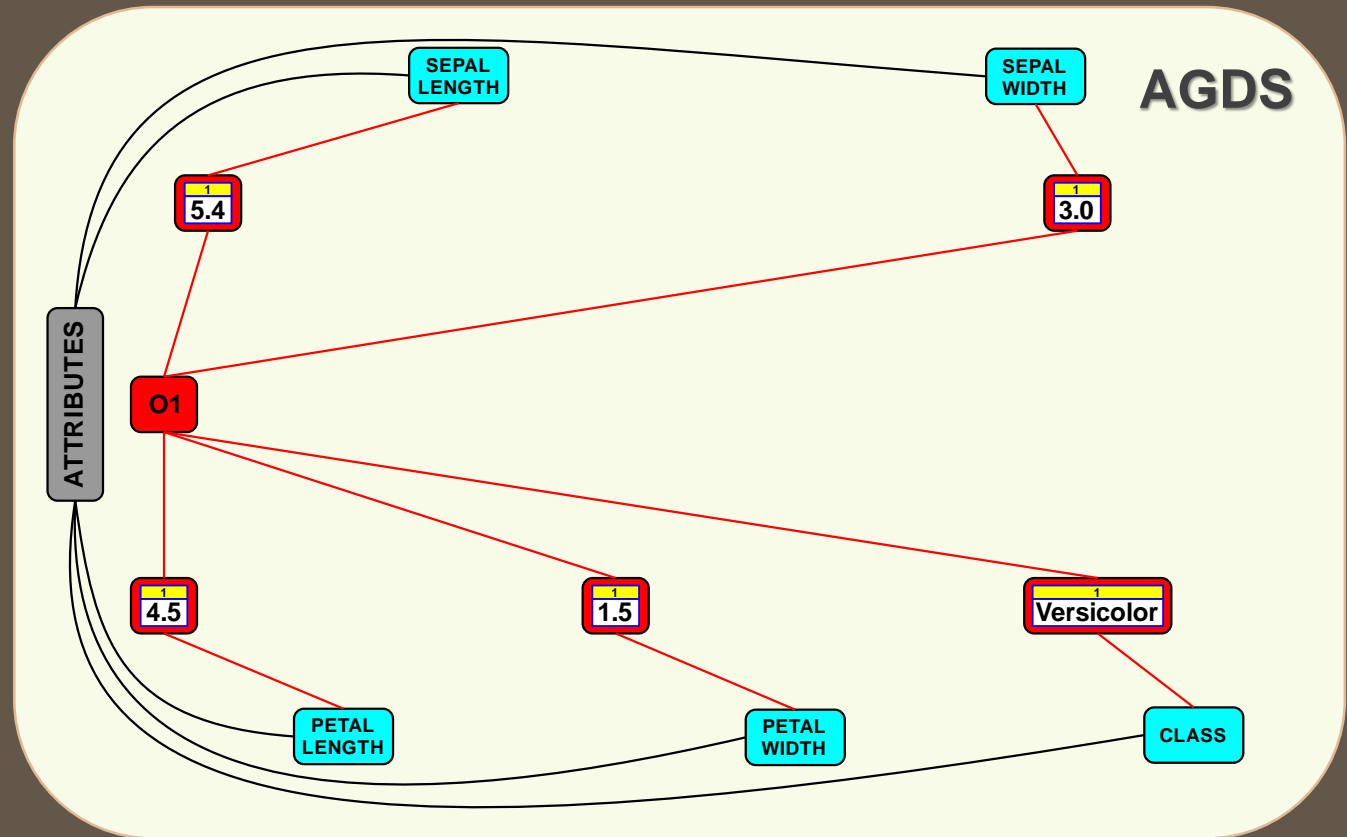 SEPAL
LENGTH
SEPAL
WIDTH
AGDS
1
5.4
1
3.0
ATTRIBUTES
O1
1
4.5
1
1.5
1
Versicolor
PETAL
LENGTH
PETAL
WIDTH
CLASS